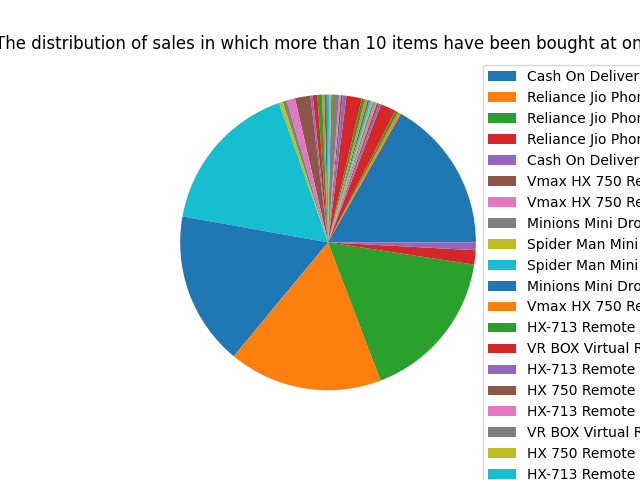 The distribution of sales in which more than 10 items have been bought at on
Cash On Deliver
Reliance Jio Phor
Reliance Jio Phor
Reliance Jio Phor
Cash On Deliver
Vmax HX 750 Re
Vmax HX 750 Re
Minions Mini Dro
Spider Man Mini
Spider Man Mini
Minions Mini Dro
Vmax HX 750 Re
HX-713 Remote
VR BOX Virtual R
HX-713 Remote
HX 750 Remote
HX-713 Remote
VR BOX Virtual R
HX 750 Remote
HX-713 Remote